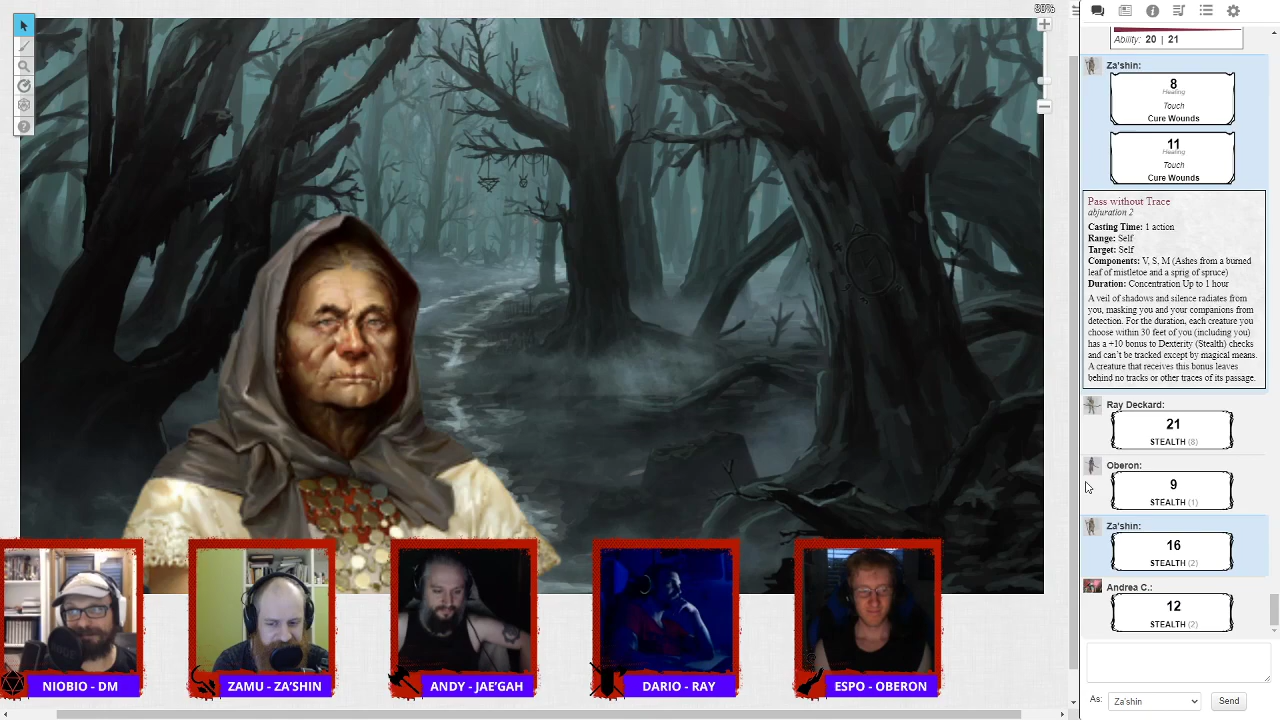 88%
Ability: 20 | 21
Za'shin:
8
Healing
Touch
Cure Wounds
11
Healing
Touch
Cure Wounds
Pass without Trace
abjuration 2
Casting Time: 1 action
Range: Self
Target: Self
Components: V, S, M (Ashes from a burned
leaf of mistletoe and a sprig of spruce)
Duration: Concentration Up to 1 hour
A veil of shadows and silence radiates from
you, masking you and your companions from
detection. For the duration, each creature you
choose within 30 feet of you (including you)
has a +10 bonus to Dexterity (Stealth) checks
and can't be tracked except by magical means.
A creature that receives this bonus leaves
behind no tracks or other traces of its passage.
Ray Deckard:
21
STEALTH (8)
Oberon:
9
STEALTH (1)
Za'shin:
16
STEALTH (2)
Andrea C.:
12
STEALTH (2)
As:
Za'shin
Send
NIOBIO - DM
ZAMU - ZA'SHIN
ANDY - JAE'GAH
DARIO - RAY
ESPO - OBERON